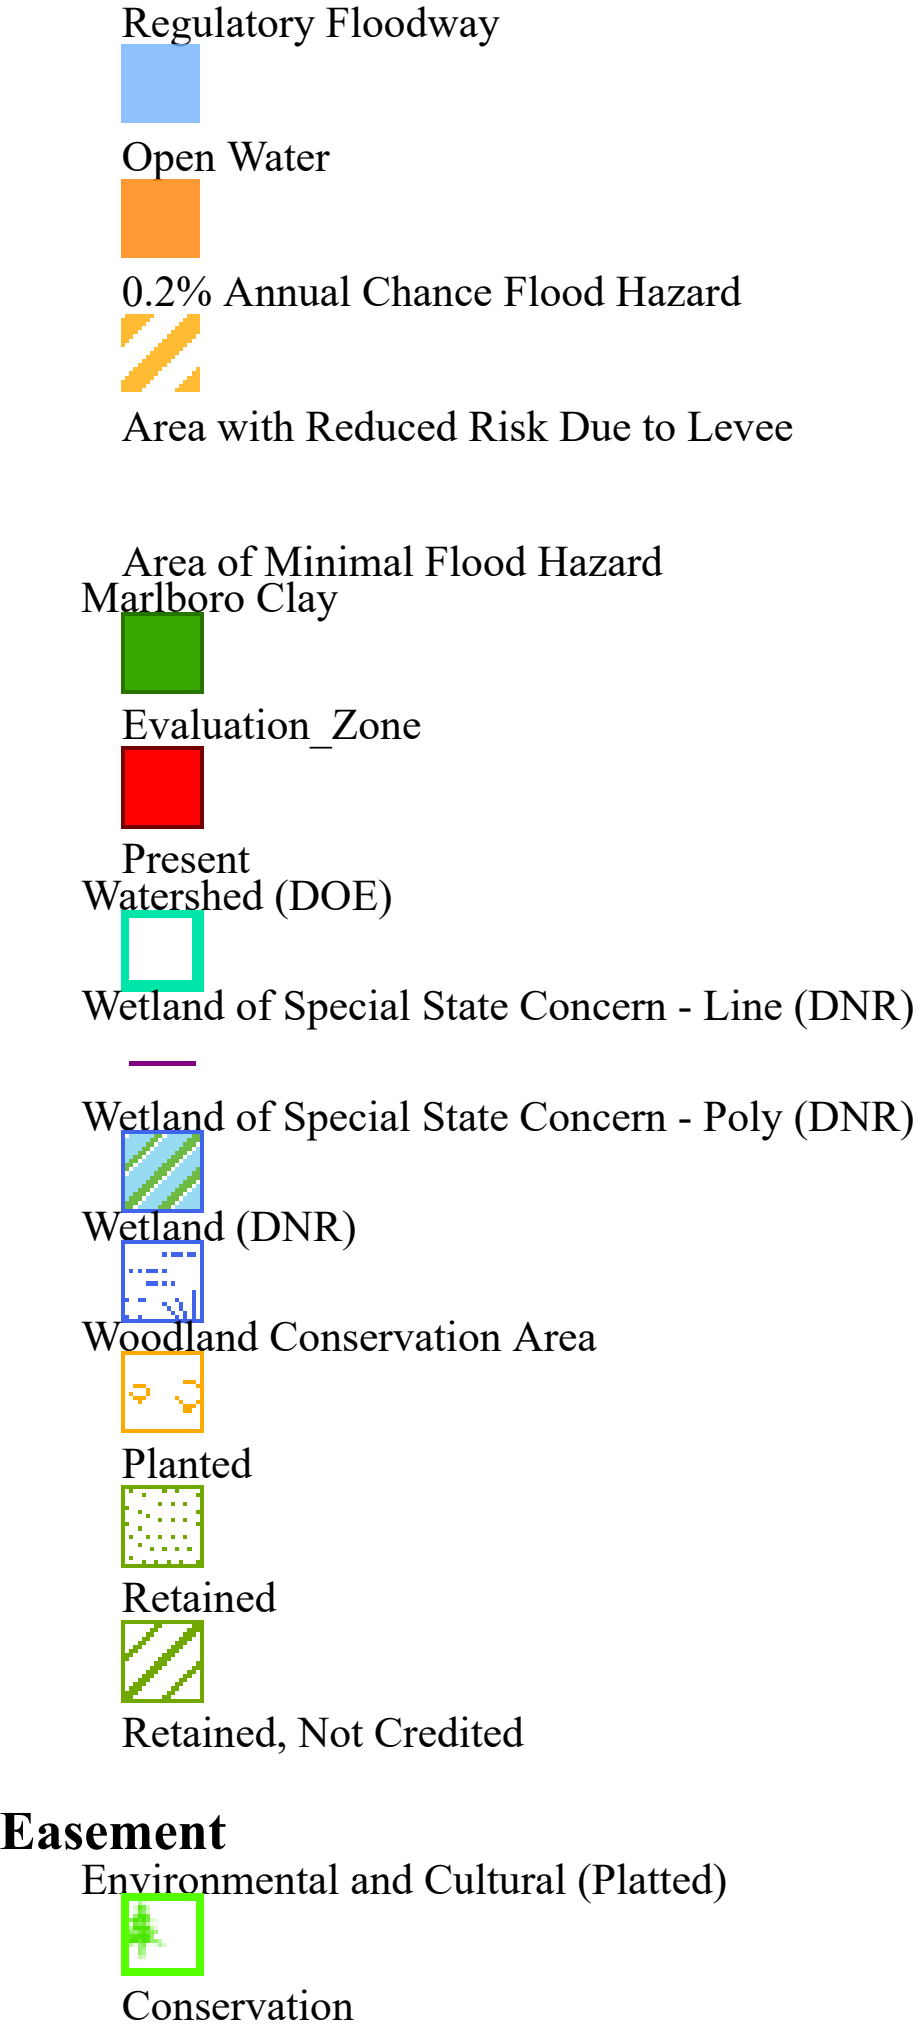 Regulatory Floodway
Open Water
0.2% Annual Chance Flood Hazard
Area with Reduced Risk Due to Levee
Area of Minimal Flood Hazard
Marlboro Clay
Evaluation_Zone
Present
Watershed (DOE)
Wetland of Special State Concern - Line (DNR)
Wetland of Special State Concern - Poly (DNR)
Wetland (DNR)
Woodland Conservation Area
Planted
Retained
Retained, Not Credited
Easement
Environmental and Cultural (Platted)
Conservation